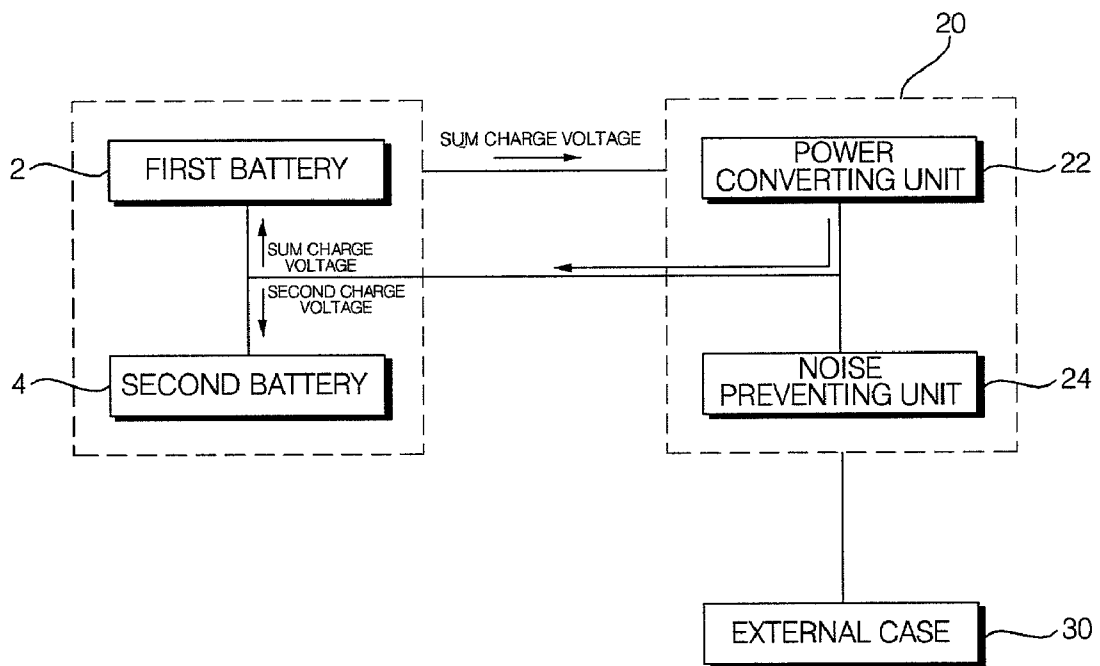 20
SUM CHARGE VOLTAGE
2
FIRST BATTERY
POWER
CONVERTING UNIT
22
SUM CHARGE
VOLTAGE
SECOND CHARGE
VOLTAGE
4
SECOND BATTERY
NOISE
PREVENTING UNIT
24
EXTERNAL CASE
30